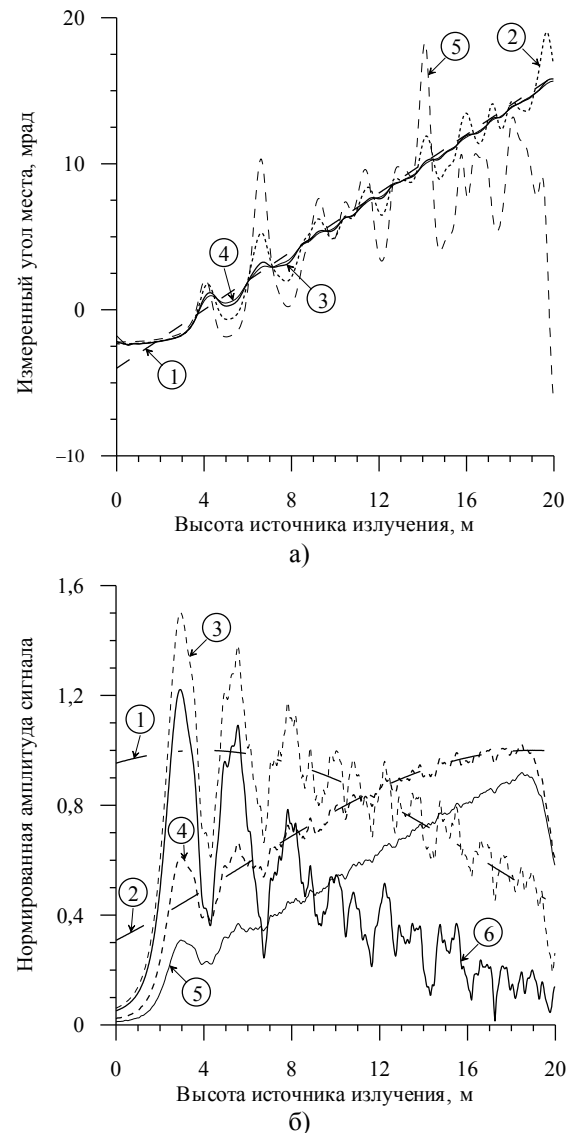 20
10
0
–10
Измеренный угол места, мрад
5
2
4
3
1
0 4 8 12 16 20
Высота источника излучения, м
а)
1,6
1,2
0,8
0,4
0
Нормированная амплитуда сигнала
3
1
4
2
5
6
0 4 8 12 16 20
Высота источника излучения, м
б)